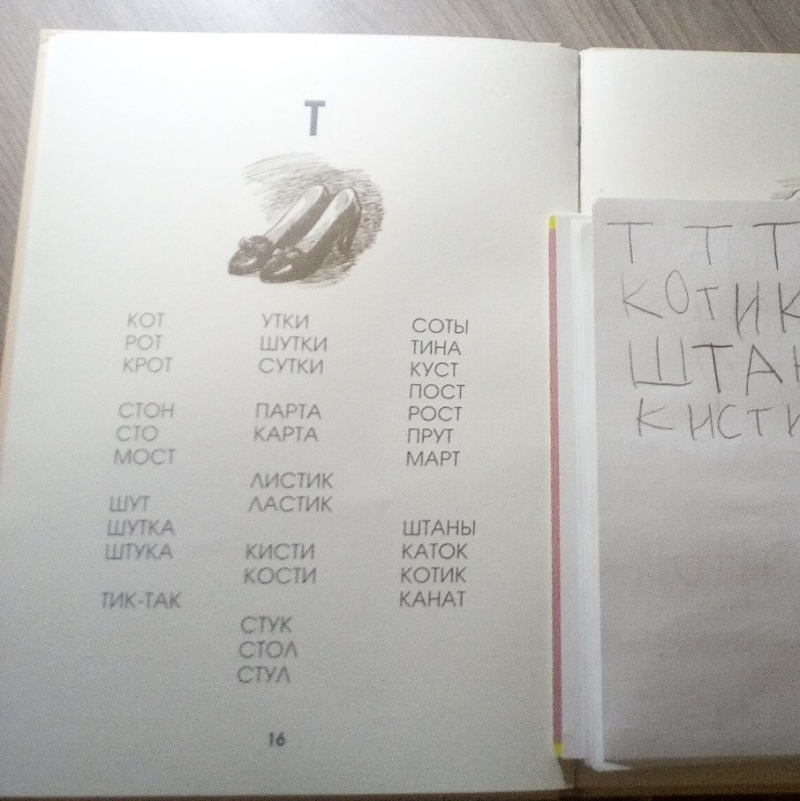 Т
КОТ
РОТ
КРОТ
СТОН
СТО
МОСТ
ШУТ
ШУТКА
ШТУКА
ТИК-ТАК
УТКИ
ШУТКИ
СУТКИ
ПАРТА
КАРТА
ЛИСТИК
ЛАСТИК
КИСТИ
КОСТИ
СТУК
СТОЛ
СТУЛ
СОТЫ
ТИНА
КУСТ
ПОСТ
РОСТ
ПРУТ
МАРТ
ШТАНЫ
КАТОК
КОТИК
КАНАТ
16
Т Т Т
КОТИК
ШТАН
КИСТИ